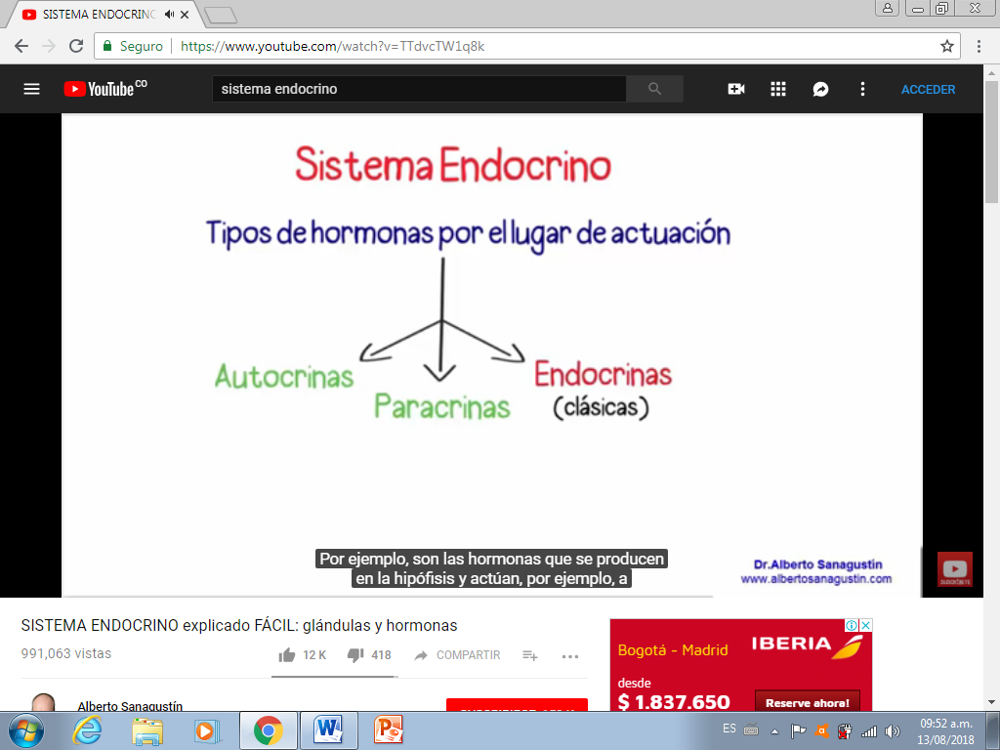 SISTEMA ENDOCRINO
Seguro
https://www.youtube.com/watch?v=TTdvcTW1q8k
YouTube CO
sistema endocrino
ACCEDER
Sistema Endocrino
Tipos de hormonas por el lugar de actuación
Autocrinas
Paracrinas
Endocrinas
(clásicas)
Por ejemplo, son las hormonas que se producen
en la hipófisis y actúan, por ejemplo, a
Dr.Alberto Sanagustin
www.albertosanagustin.com
SISTEMA ENDOCRINO explicado FÁCIL: glándulas y hormonas
991,063 vistas
12 K
418
COMPARTIR
Alberto Sanagustín
Bogotá - Madrid
IBERIA
desde
$ 1.837.650
Reserve ahora!
ES
09:52 a.m.
13/08/2018